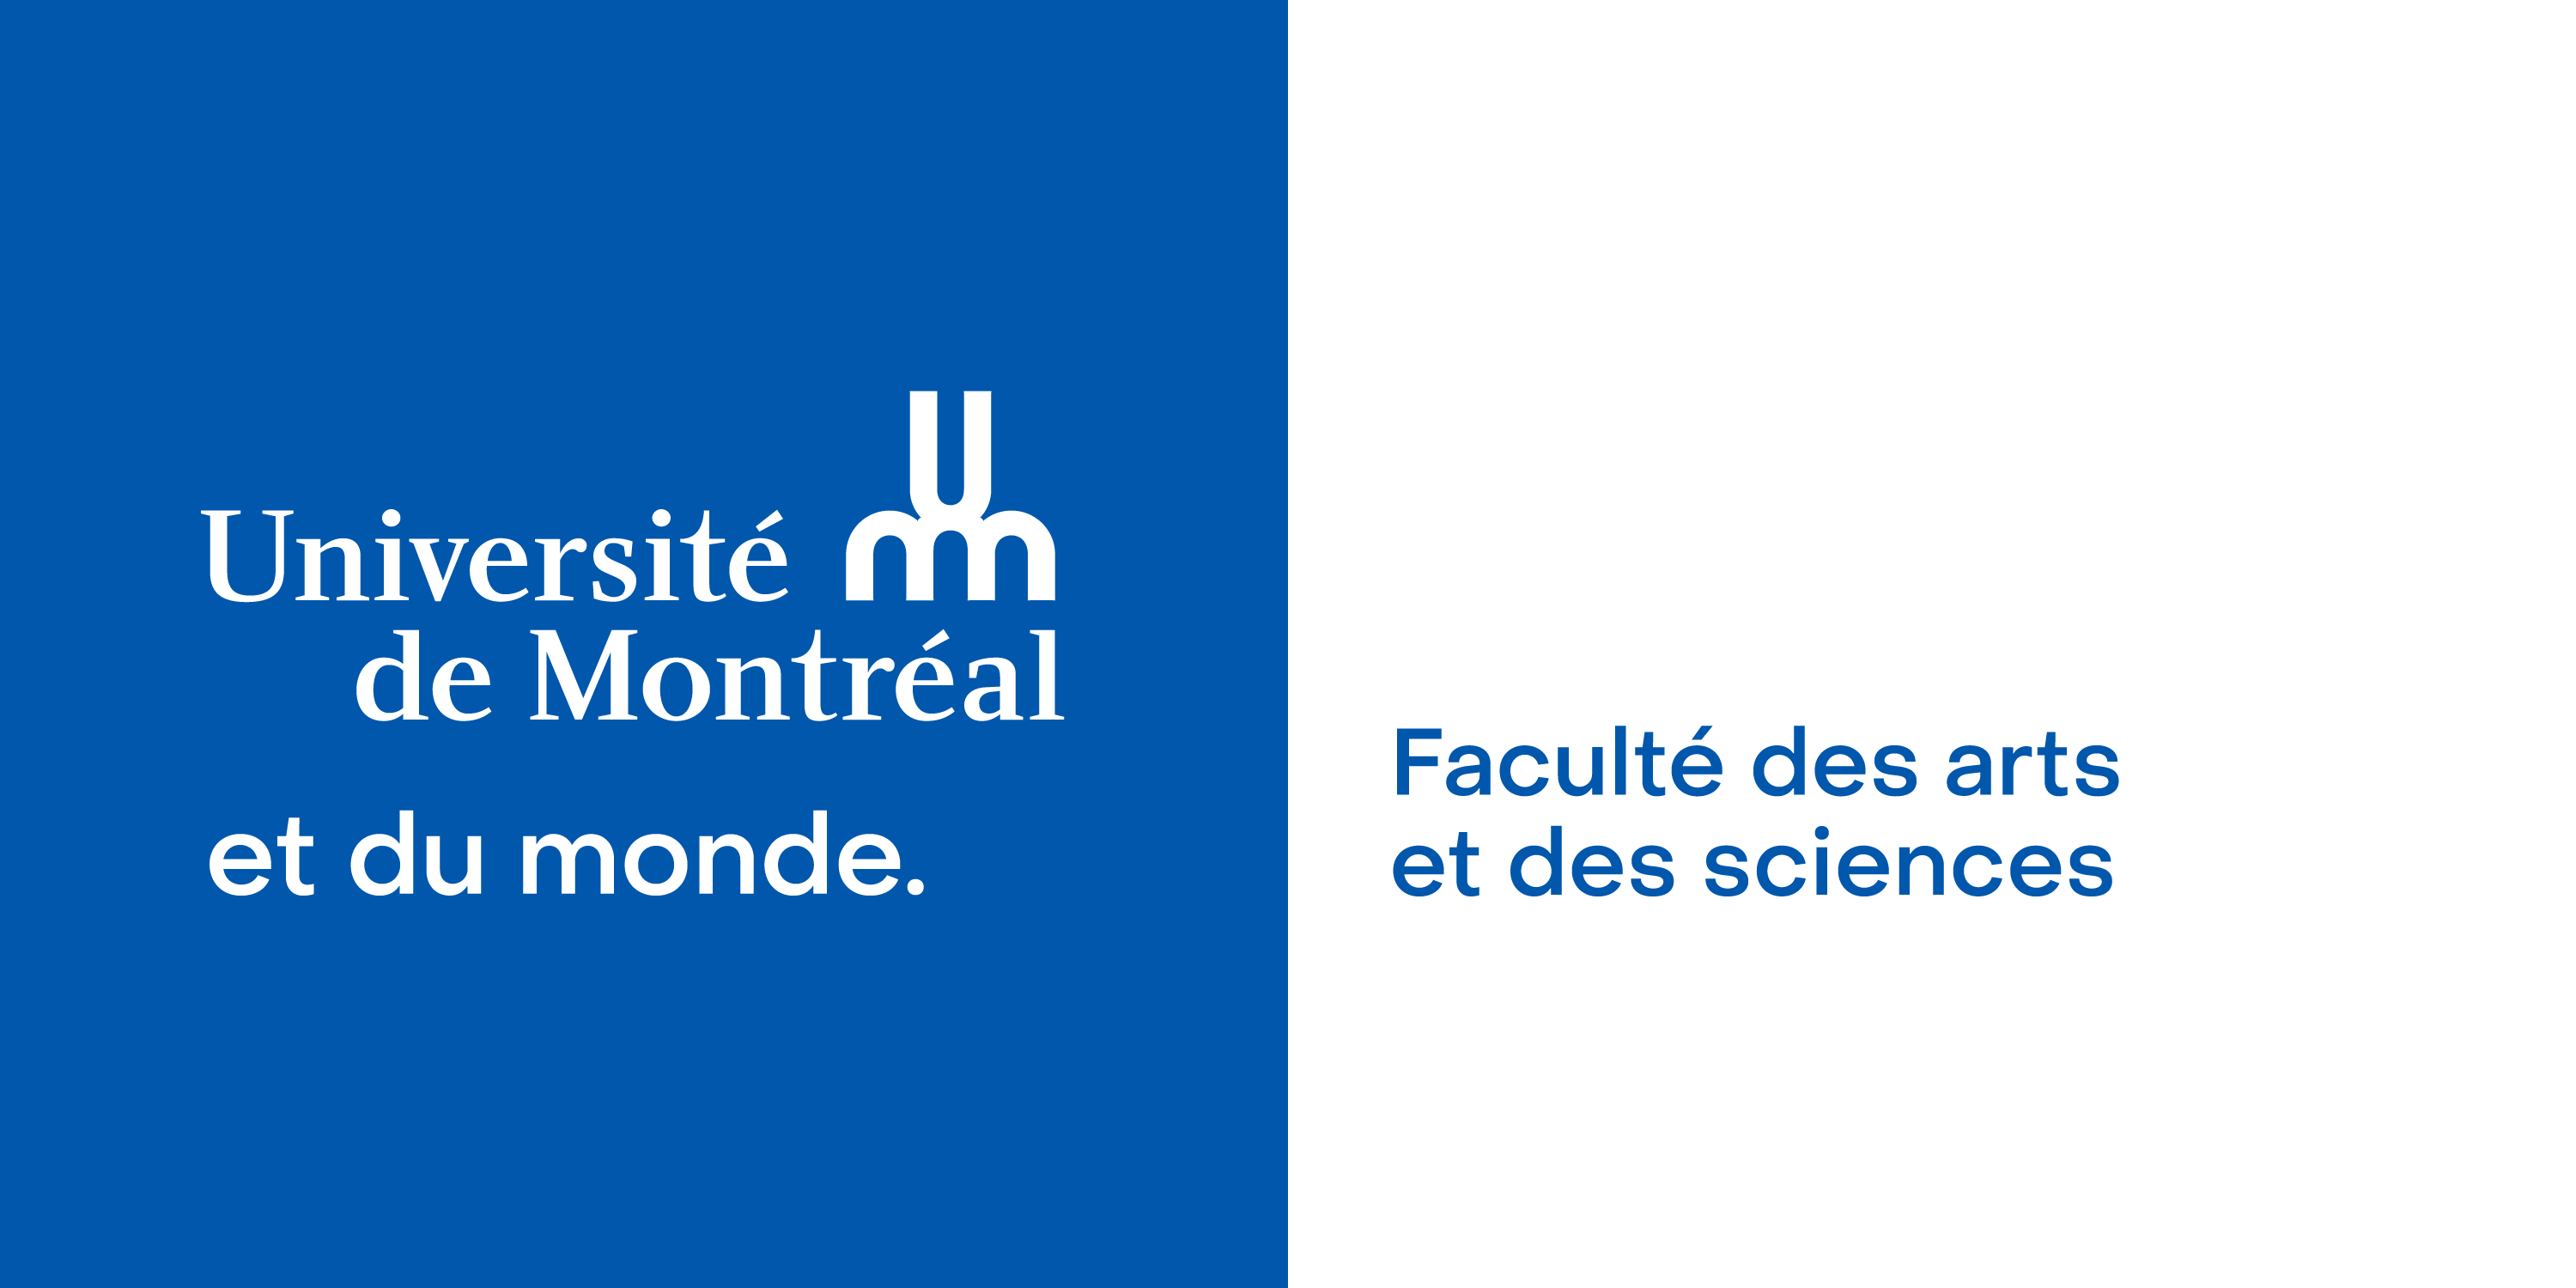 Université
de Montréal
et du monde.
Faculté des arts
et des sciences